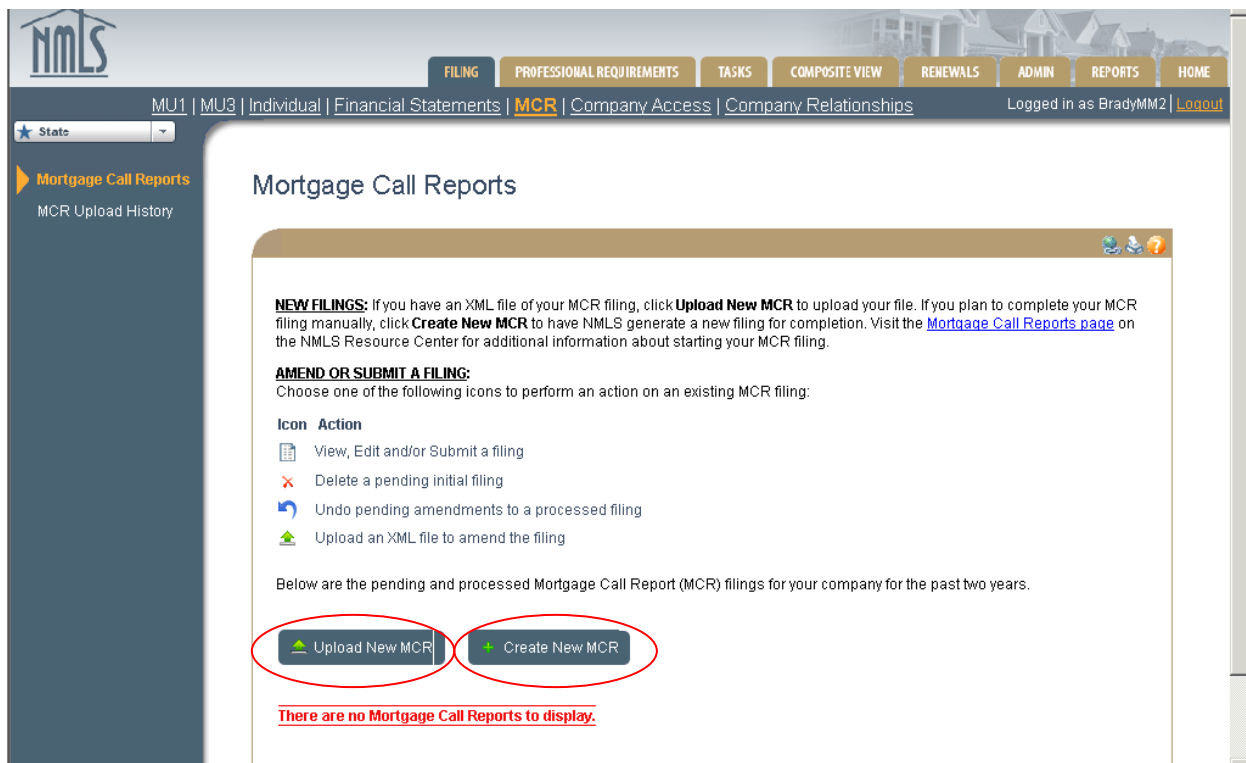 NMLS
FILING PROFESSIONAL REQUIREMENTS TASKS COMPOSITE VIEW RENEWALS ADMIN REPORTS HOME
MU1 | MU3 | Individual | Financial Statements | MCR | Company Access | Company Relationships Logged in as BradyMM2 | Logout
State
Mortgage Call Reports
MCR Upload History
Mortgage Call Reports
NEW FILINGS: If you have an XML file of your MCR filing, click Upload New MCR to upload your file. If you plan to complete your MCR
filing manually, click Create New MCR to have NMLS generate a new filing for completion. Visit the Mortgage Call Reports page on
the NMLS Resource Center for additional information about starting your MCR filing.
AMEND OR SUBMIT A FILING:
Choose one of the following icons to perform an action on an existing MCR filing:
Icon Action
View, Edit and/or Submit a filing
Delete a pending initial filing
Undo pending amendments to a processed filing
Upload an XML file to amend the filing
Below are the pending and processed Mortgage Call Report (MCR) filings for your company for the past two years.
Upload New MCR + Create New MCR
There are no Mortgage Call Reports to display.